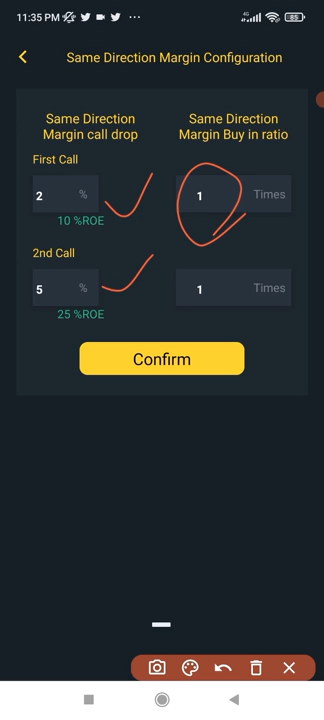 11:35 PM ... 4G 85
Same Direction Margin Configuration
Same Direction Margin call drop
Same Direction Margin Buy in ratio
First Call
2 % 1 Times
10 %ROE
2nd Call
5 % 1 Times
25 %ROE
Confirm